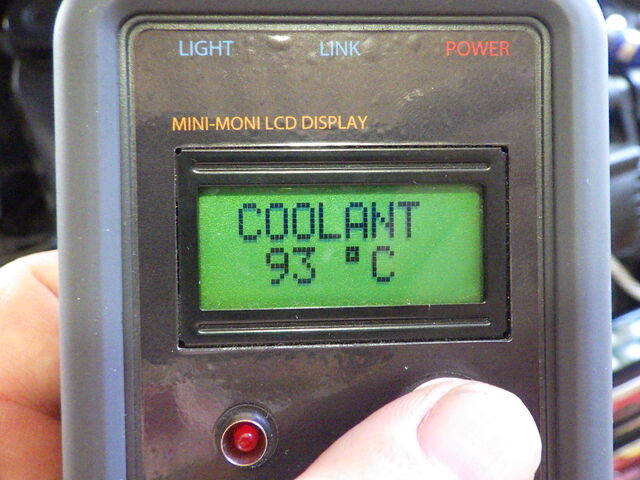 LIGHT LINK POWER
MINI-MONI LCD DISPLAY
COOLANT
93 °C